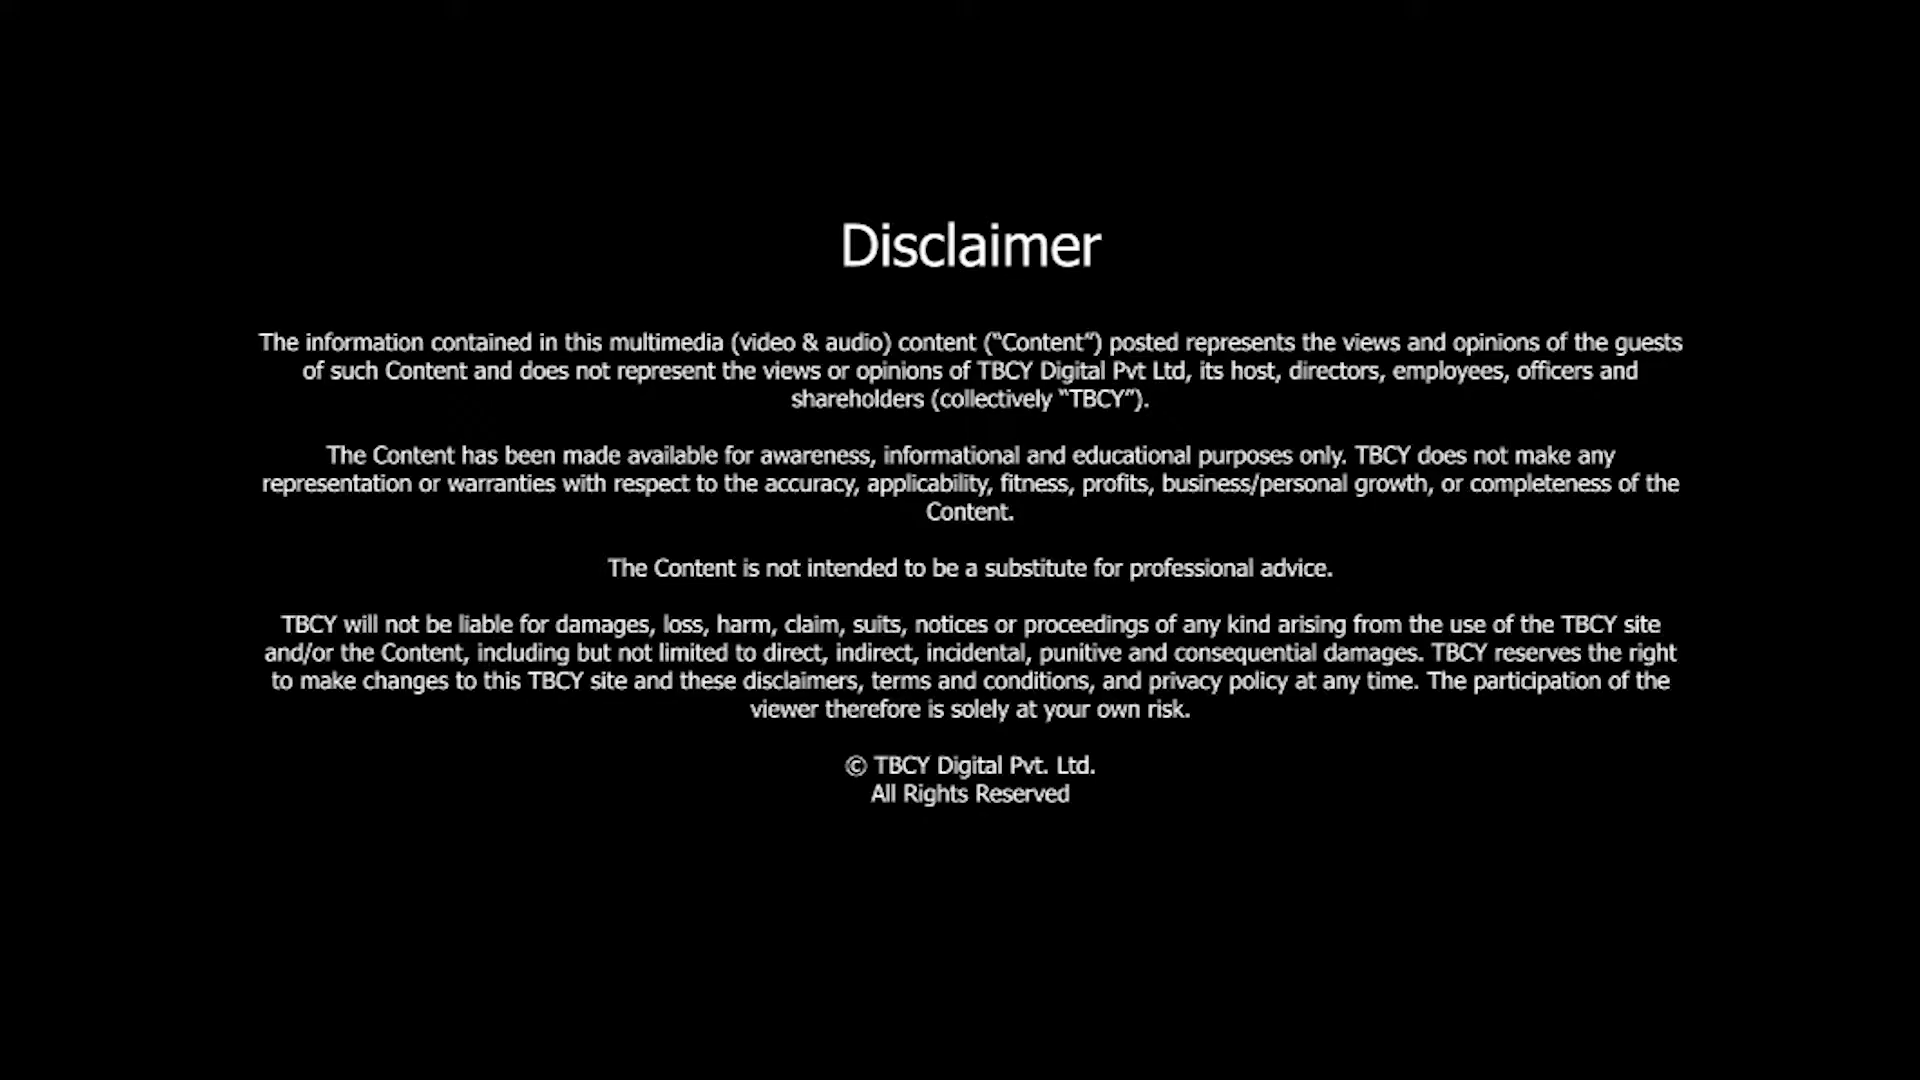 Disclaimer
The information contained in this multimedia (video & audio) content (“Content”) posted represents the views and opinions of the guests
of such Content and does not represent the views or opinions of TBCY Digital Pvt Ltd, its host, directors, employees, officers and
shareholders (collectively “TBCY”).
The Content has been made available for awareness, informational and educational purposes only. TBCY does not make any
representation or warranties with respect to the accuracy, applicability, fitness, profits, business/personal growth, or completeness of the
Content.
The Content is not intended to be a substitute for professional advice.
TBCY will not be liable for damages, loss, harm, claim, suits, notices or proceedings of any kind arising from the use of the TBCY site
and/or the Content, including but not limited to direct, indirect, incidental, punitive and consequential damages. TBCY reserves the right
to make changes to this TBCY site and these disclaimers, terms and conditions, and privacy policy at any time. The participation of the
viewer therefore is solely at your own risk.
© TBCY Digital Pvt. Ltd.
All Rights Reserved